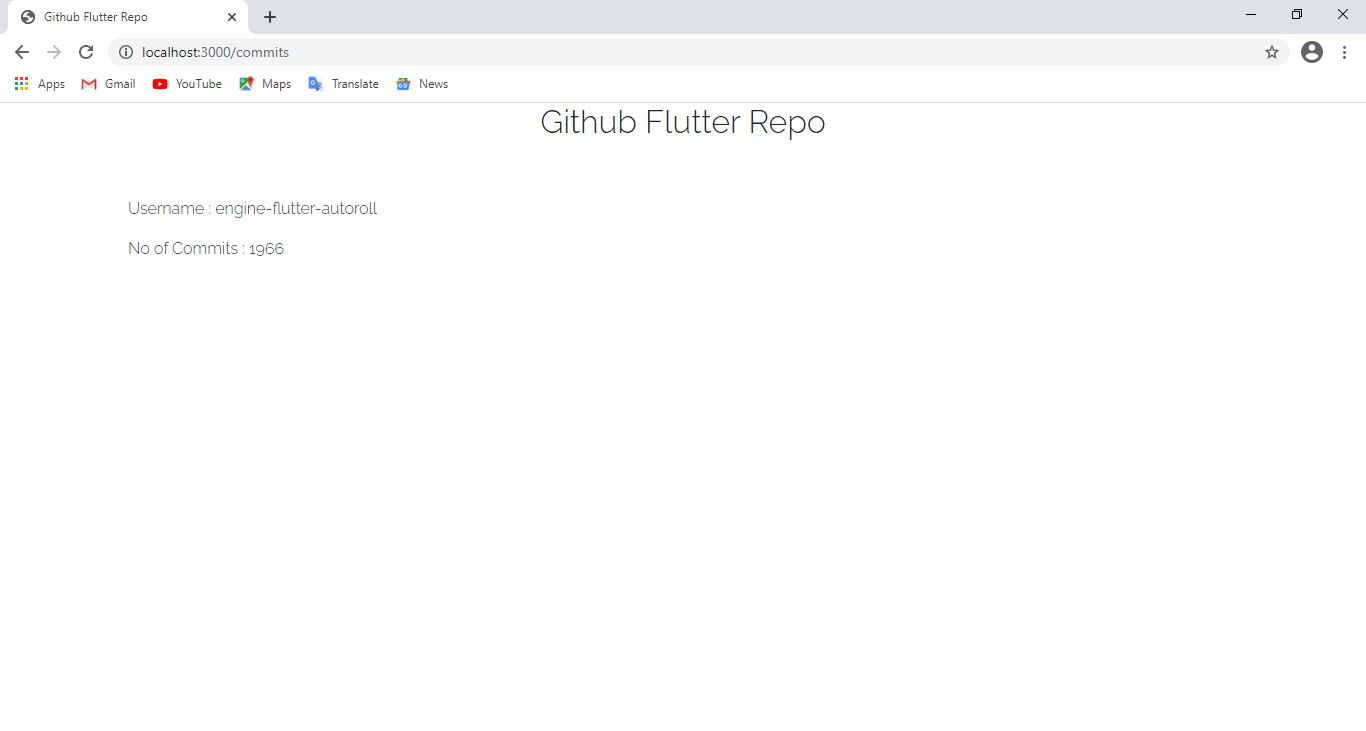 Github Flutter Repo
localhost:3000/commits
Apps Gmail YouTube Maps Translate News
Github Flutter Repo
Username : engine-flutter-autoroll
No of Commits : 1966